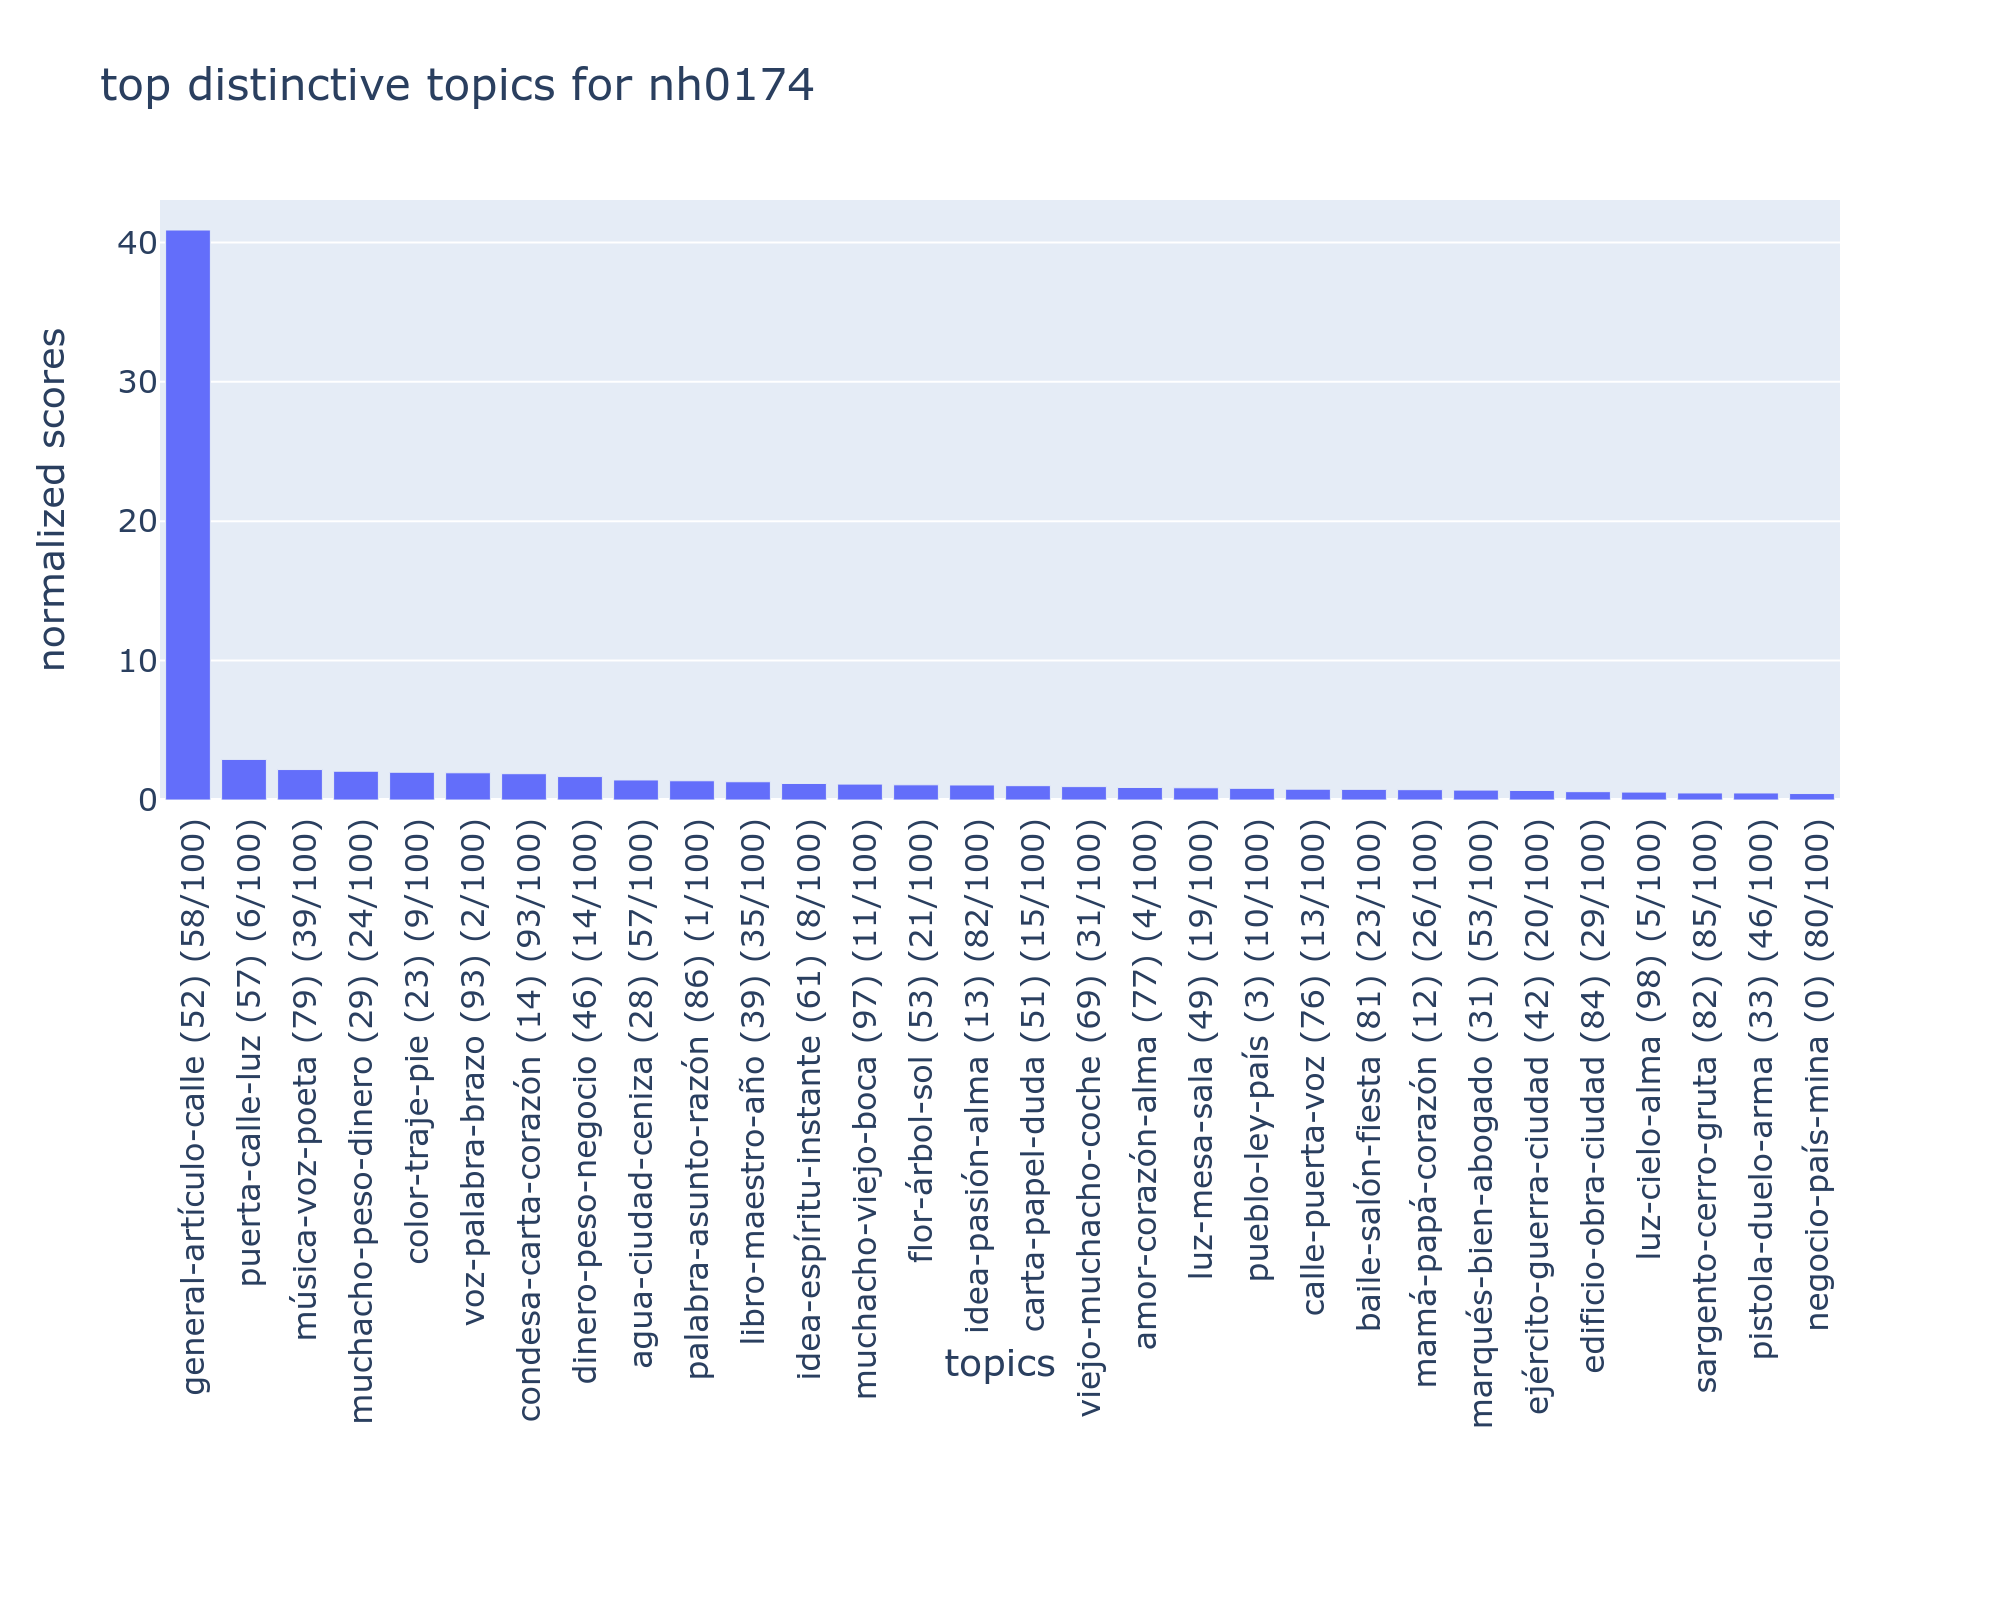 top distinctive topics for nh0174
normalized scores
40
30
20
10
0
general-artículo-calle (52) (58/100)
puerta-calle-luz (57) (6/100)
música-voz-poeta (79) (39/100)
muchacho-peso-dinero (29) (24/100)
color-traje-pie (23) (9/100)
voz-palabra-brazo (93) (2/100)
condesa-carta-corazón (14) (93/100)
dinero-peso-negocio (46) (14/100)
agua-ciudad-ceniza (28) (57/100)
palabra-asunto-razón (86) (1/100)
libro-maestro-año (39) (35/100)
idea-espíritu-instante (61) (8/100)
muchacho-viejo-boca (97) (11/100)
flor-árbol-sol (53) (21/100)
idea-pasión-alma (13) (82/100)
carta-papel-duda (51) (15/100)
viejo-muchacho-coche (69) (31/100)
amor-corazón-alma (77) (4/100)
luz-mesa-sala (49) (19/100)
pueblo-ley-país (3) (10/100)
calle-puerta-voz (76) (13/100)
baile-salón-fiesta (81) (23/100)
mamá-papá-corazón (12) (26/100)
marqués-bien-abogado (31) (53/100)
ejército-guerra-ciudad (42) (20/100)
edificio-obra-ciudad (84) (29/100)
luz-cielo-alma (98) (5/100)
sargento-cerro-gruta (82) (85/100)
pistola-duelo-arma (33) (46/100)
negocio-país-mina (0) (80/100)
topics